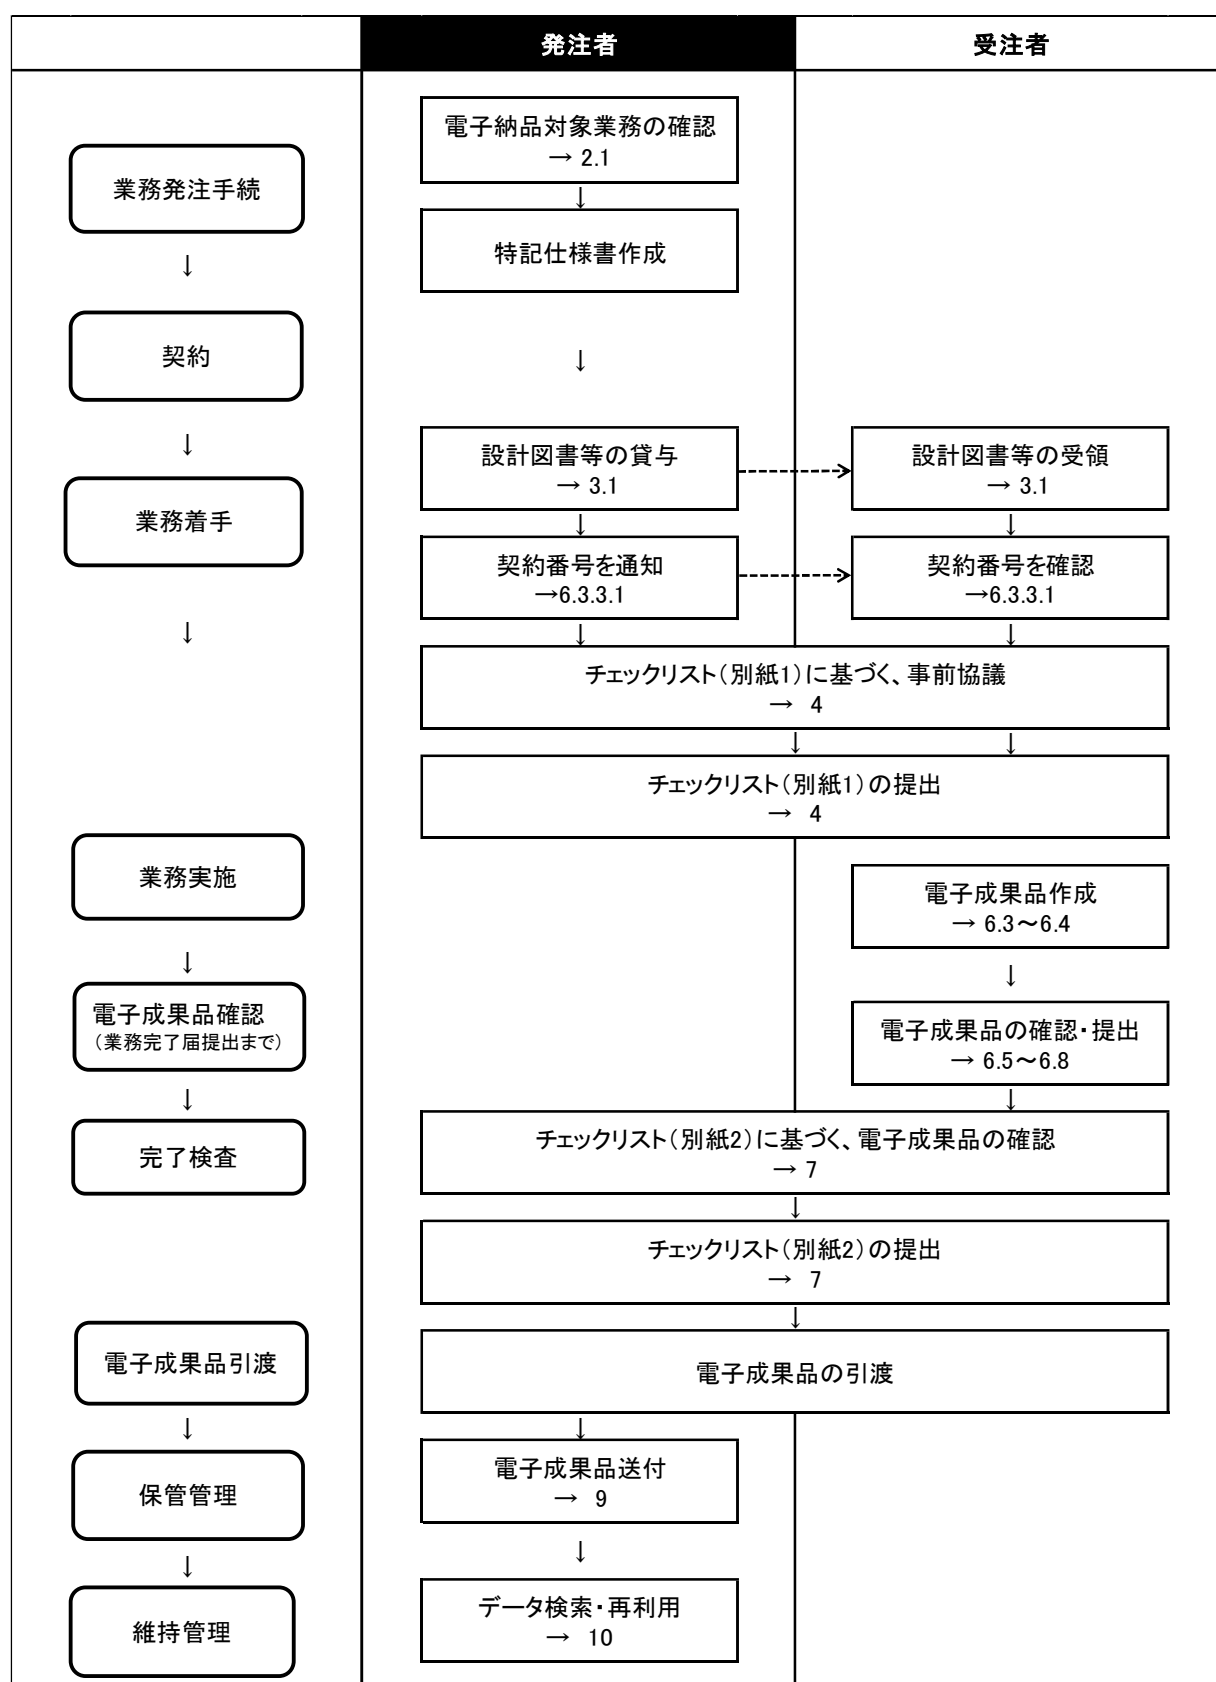 発注者
受注者
電子納品対象業務の確認
→ 2.1
業務発注手続
↓
特記仕様書作成
↓
契約
↓
↓
設計図書等の貸与
→ 3.1
設計図書等の受領
→ 3.1
業務着手
↓
↓
契約番号を通知
→6.3.3.1
契約番号を確認
→6.3.3.1
↓
↓
↓
チェックリスト(別紙1)に基づく、事前協議
→ 4
↓
↓
チェックリスト(別紙1)の提出
→ 4
業務実施
電子成果品作成
→ 6.3～6.4
↓
↓
電子成果品確認
(業務完了届提出まで)
電子成果品の確認・提出
→ 6.5～6.8
↓
↓
完了検査
チェックリスト(別紙2)に基づく、電子成果品の確認
→ 7
↓
チェックリスト(別紙2)の提出
→ 7
↓
電子成果品引渡
電子成果品の引渡
↓
↓
保管管理
電子成果品送付
→ 9
↓
↓
維持管理
データ検索・再利用
→ 10